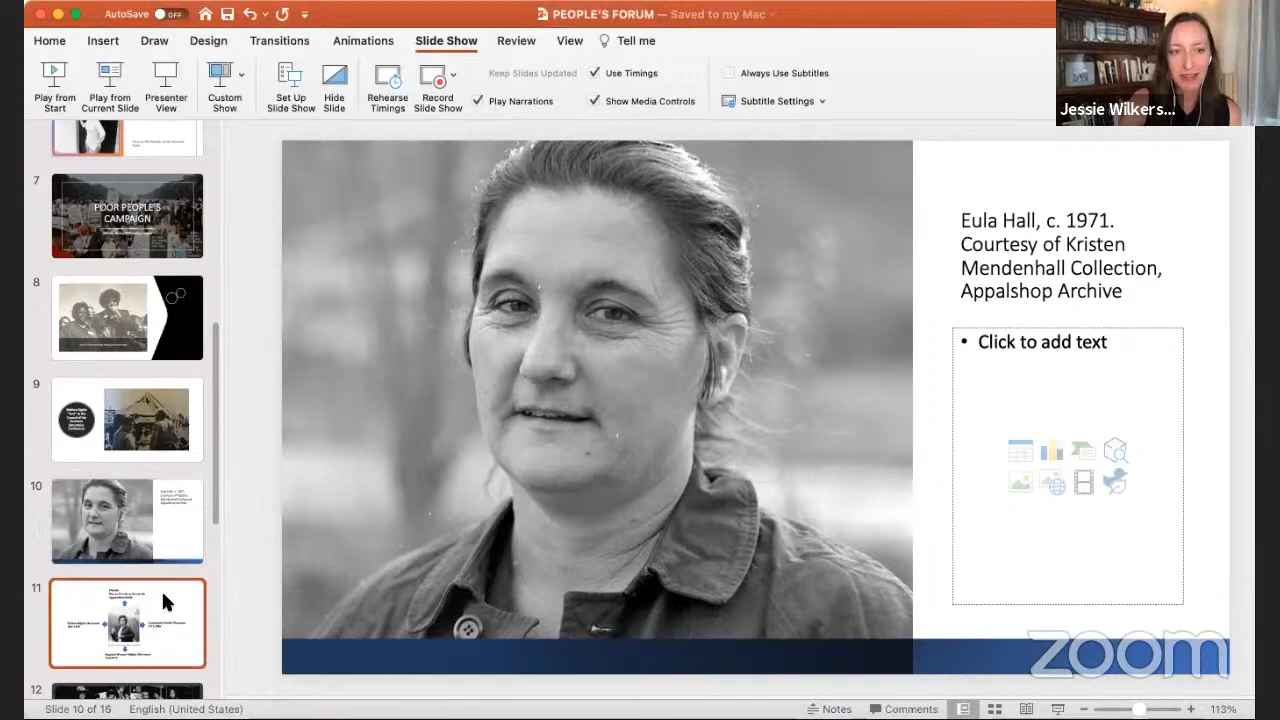 AutoSave OFF
PEOPLE'S FORUM — Saved to my Mac
Home Insert Draw Design Transitions Animations Slide Show Review View Tell me
Play from Start
Play from Current Slide
Presenter View
Custom Show
Set Up Slide Show
Hide Slide
Rehearse Timings
Record Slide Show
Keep Slides Updated
Use Timings
Play Narrations
Show Media Controls
Always Use Subtitles
Subtitle Settings
Jessie Wilkers...
7
POOR PEOPLE'S
CAMPAIGN
8
9
10
11
12
Eula Hall, c. 1971.
Courtesy of Kristen
Mendenhall Collection,
Appalshop Archive
• Click to add text
zoom
Slide 10 of 16 English (United States) Notes Comments 113%